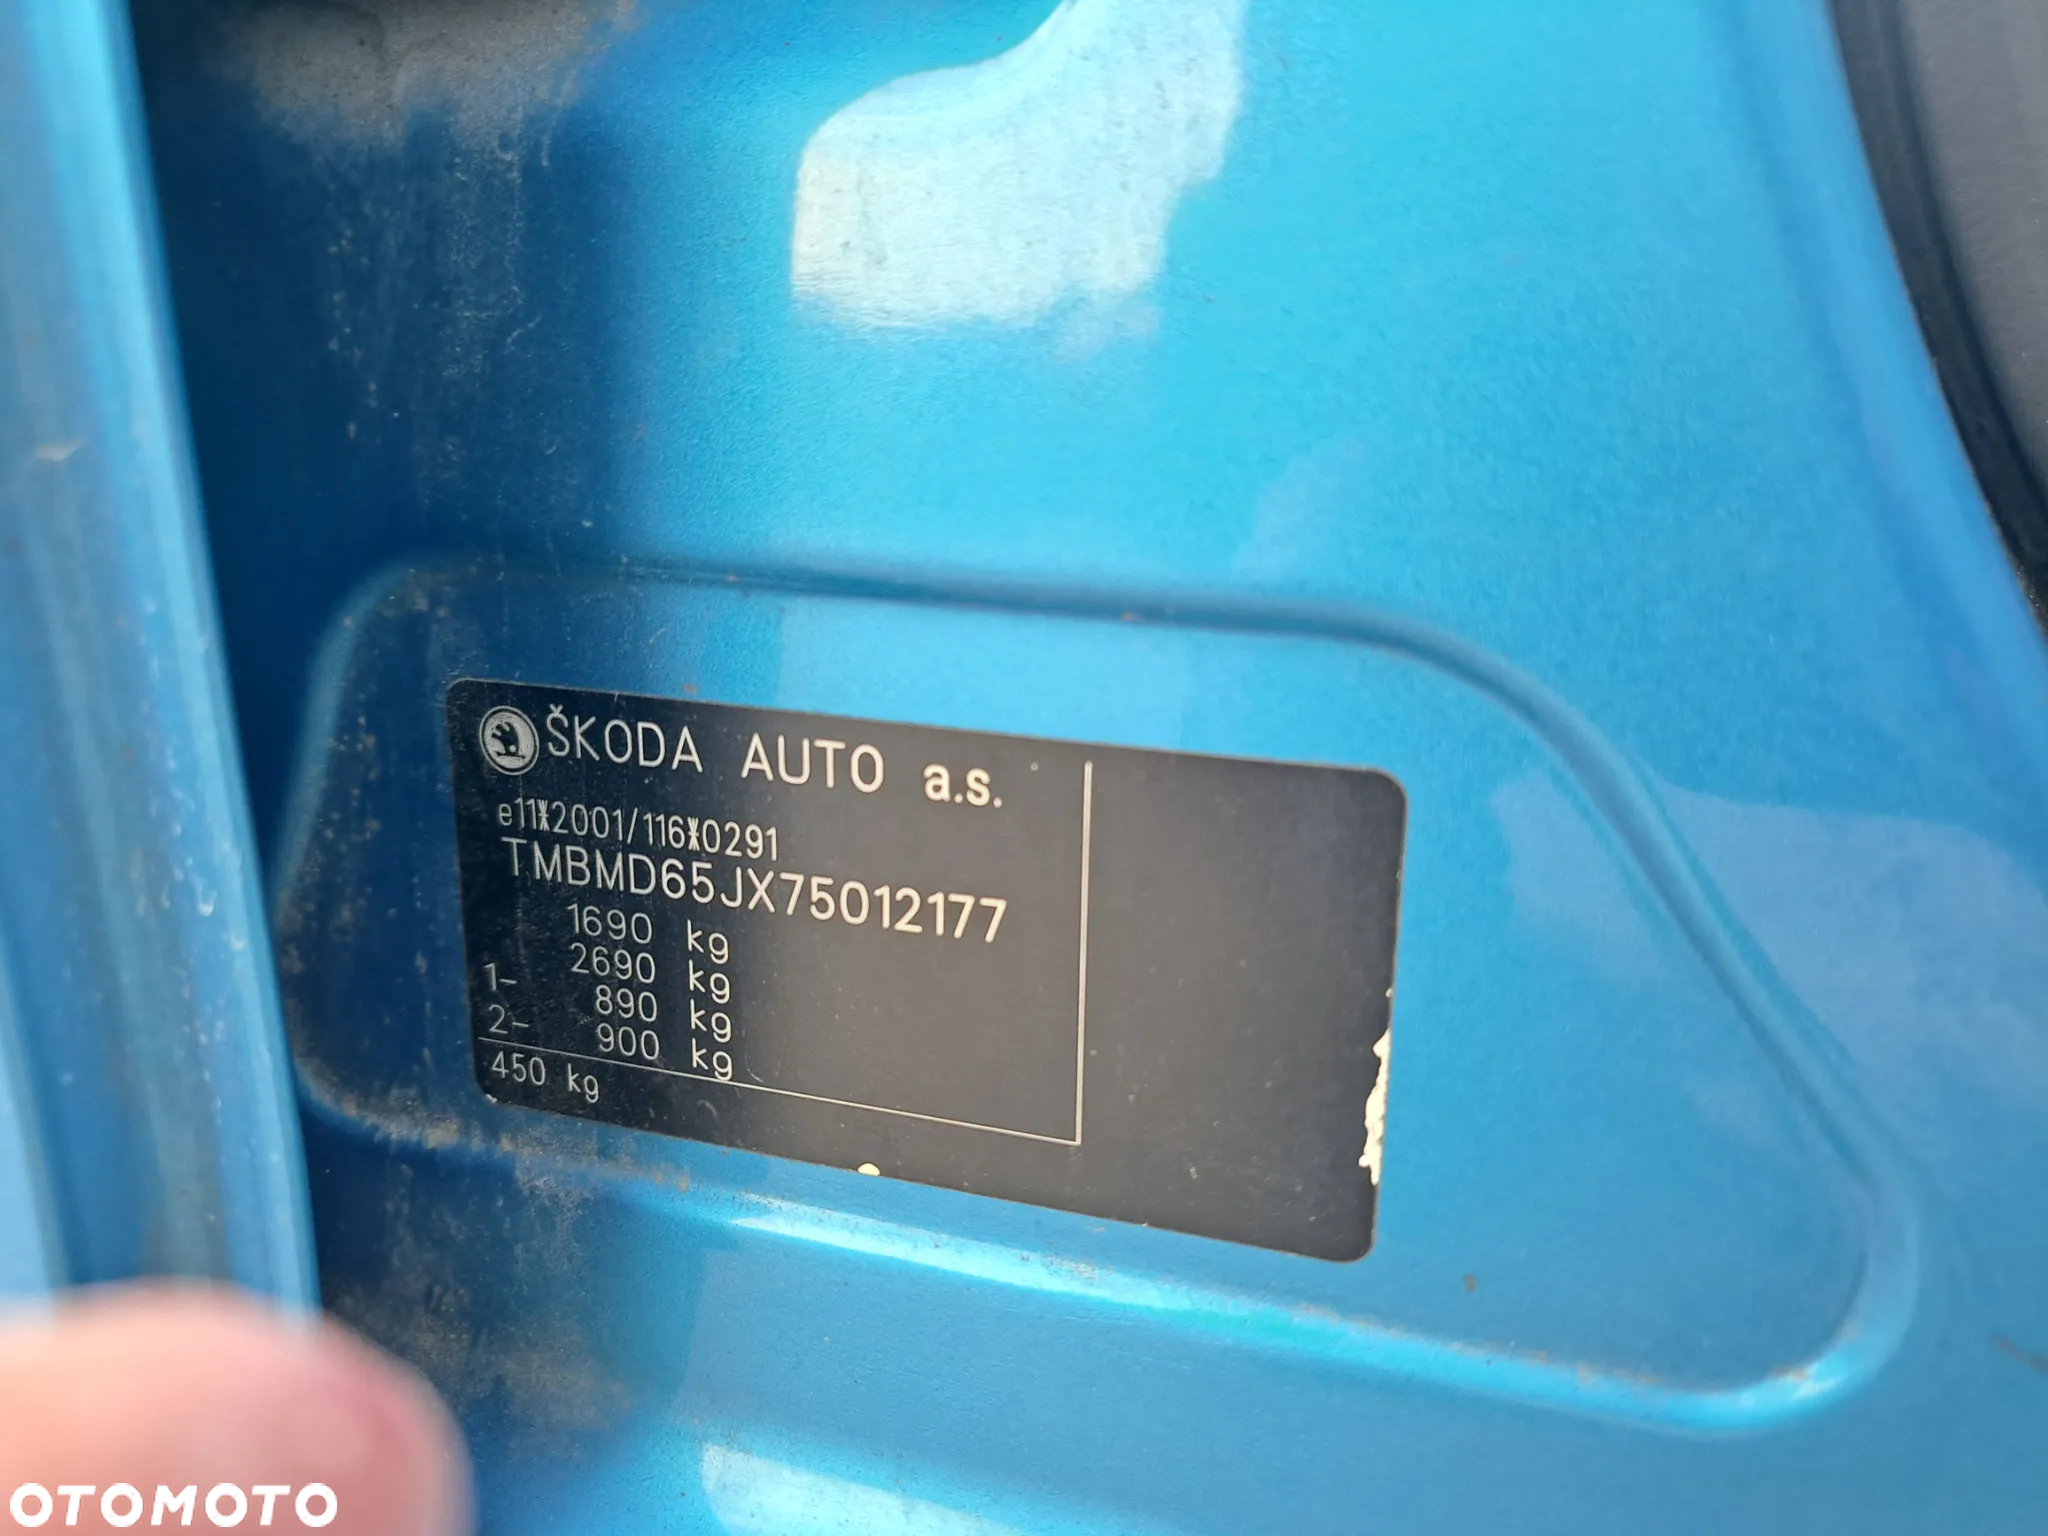 ŠKODA AUTO a.s.
e11*2001/116*0291
TMBMD65JX75012177
1690 kg
2690 kg
1- 890 kg
2- 900 kg
450 kg
OTOMOTO